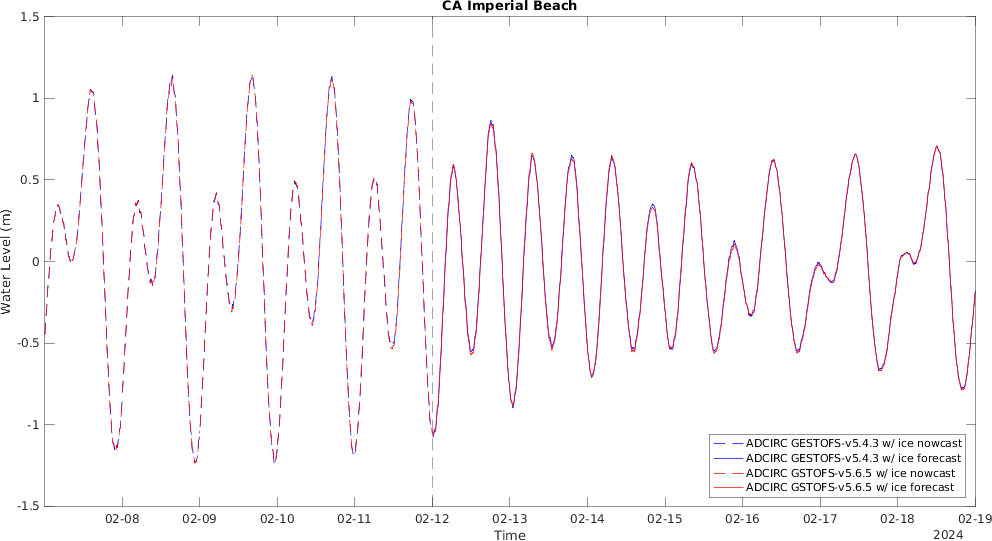 CA Imperial Beach
1.5
1
0.5
0
-0.5
-1
-1.5
Water Level (m)
ADCIRC GESTOFS-v5.4.3 w/ ice nowcast
ADCIRC GESTOFS-v5.4.3 w/ ice forecast
ADCIRC GSTOFS-v5.6.5 w/ ice nowcast
ADCIRC GSTOFS-v5.6.5 w/ ice forecast
02-08 02-09 02-10 02-11 02-12 02-13 02-14 02-15 02-16 02-17 02-18 02-19
Time
2024